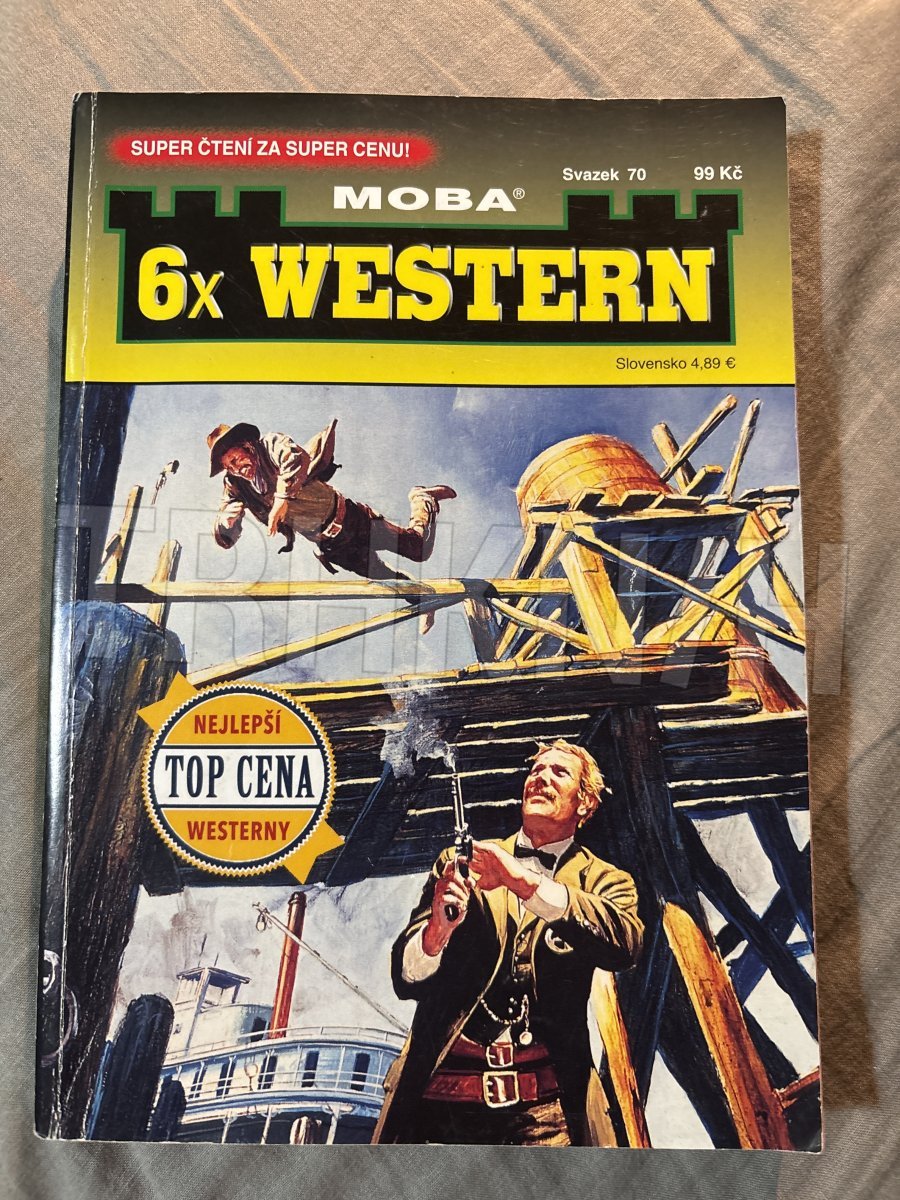 SUPER ČTENÍ ZA SUPER CENU!
Svazek 70 99 Kč
MOBA®
6x WESTERN
Slovensko 4,89 €
NEJLEPŠÍ
TOP CENA
WESTERNY